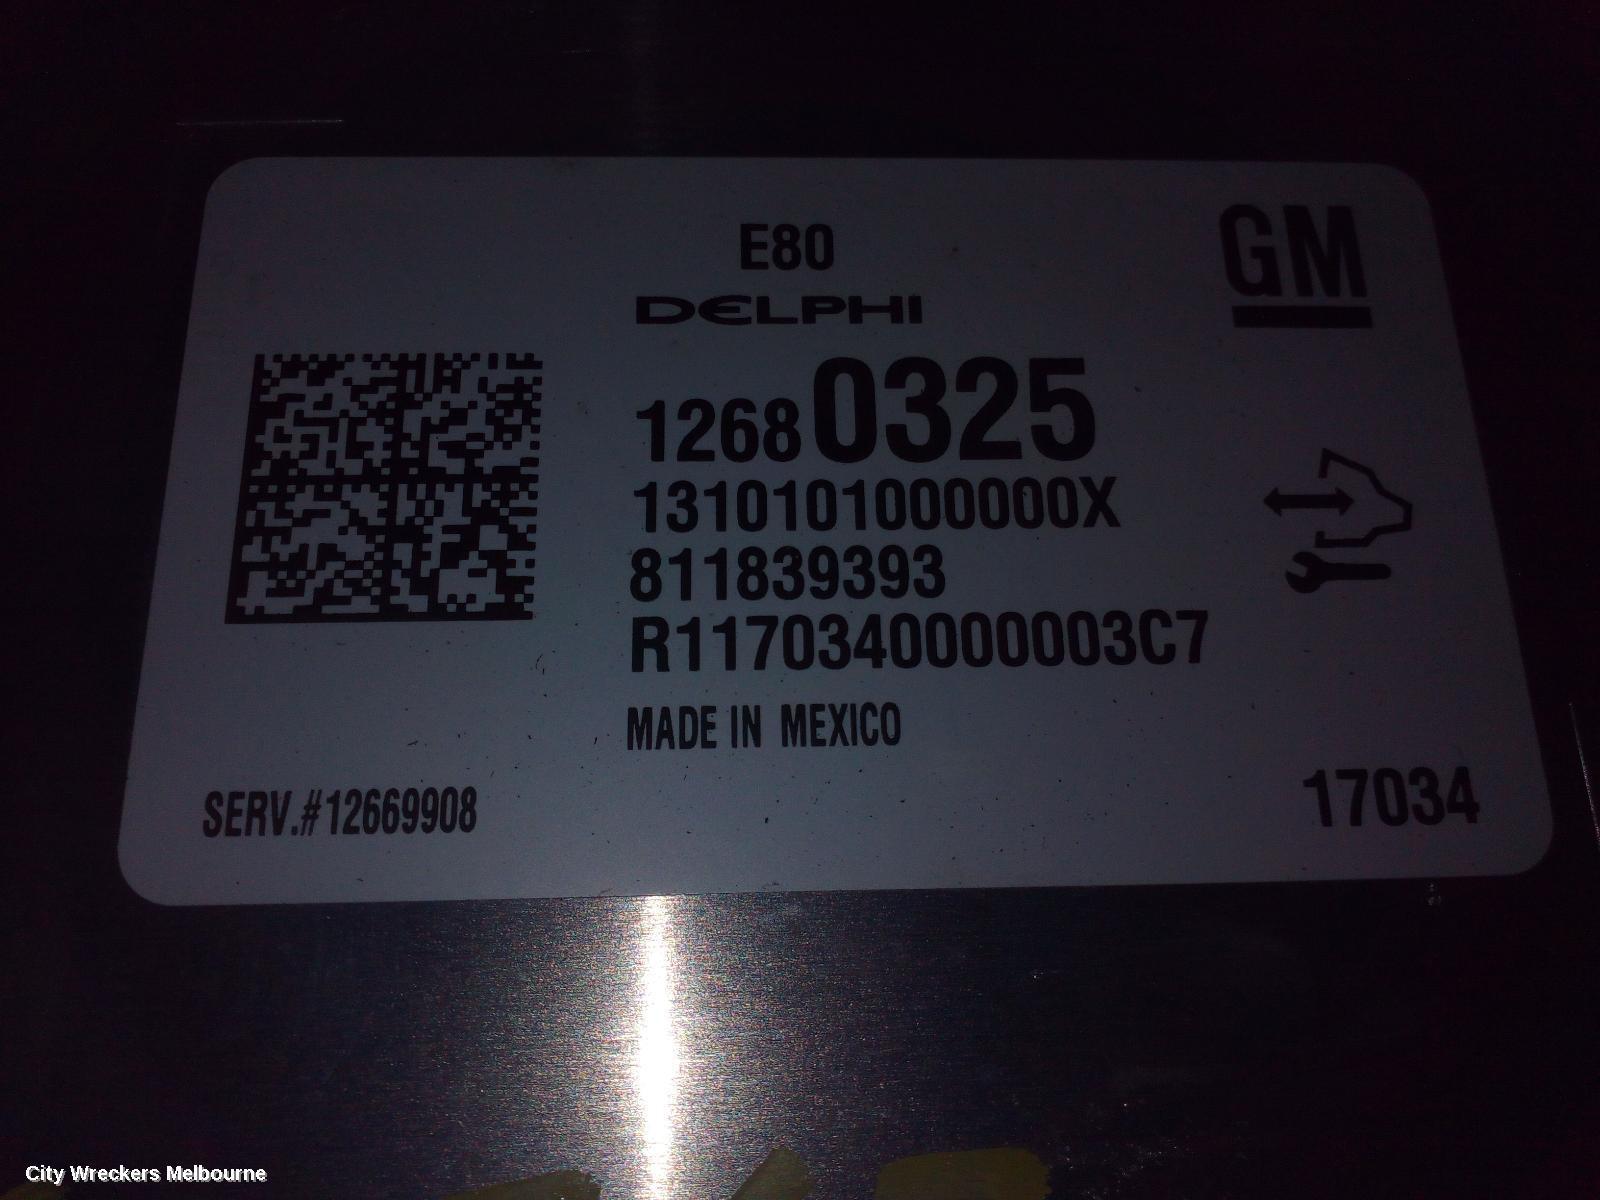 E80
GM
DELPHI
12680325
1310101000000X
811839393
R1170340000003C7
MADE IN MEXICO
SERV.#12669908
17034
City Wreckers Melbourne